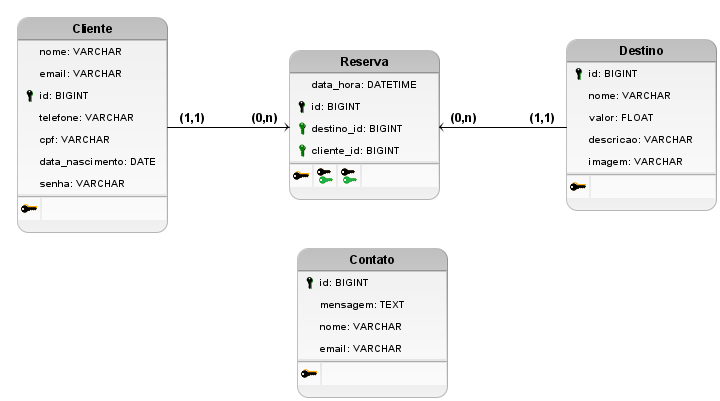 Cliente
nome: VARCHAR
email: VARCHAR
id: BIGINT
telefone: VARCHAR
cpf: VARCHAR
data_nascimento: DATE
senha: VARCHAR
(1,1)
(0,n)
Reserva
data_hora: DATETIME
id: BIGINT
destino_id: BIGINT
cliente_id: BIGINT
(0,n)
(1,1)
Destino
id: BIGINT
nome: VARCHAR
valor: FLOAT
descricao: VARCHAR
imagem: VARCHAR
Contato
id: BIGINT
mensagem: TEXT
nome: VARCHAR
email: VARCHAR